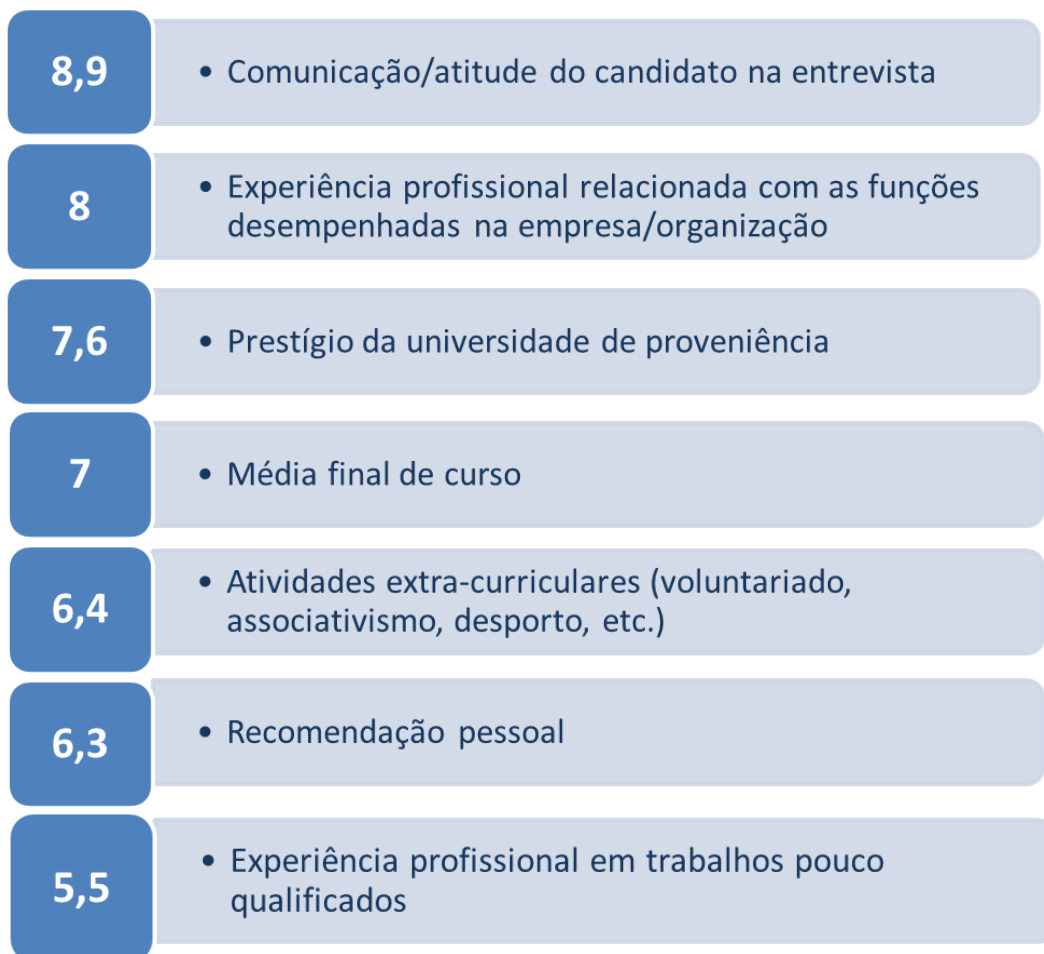 8,9
• Comunicação/atitude do candidato na entrevista
8
• Experiência profissional relacionada com as funções
desempenhadas na empresa/organização
7,6
• Prestígio da universidade de proveniência
7
• Média final de curso
6,4
• Atividades extra-curriculares (voluntariado,
associativismo, desporto, etc.)
6,3
• Recomendação pessoal
5,5
• Experiência profissional em trabalhos pouco
qualificados